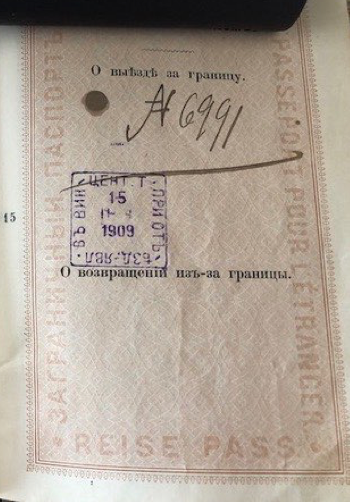 О выѣздѣ за границу.
№ 6991
ЦЕНТ. Т.
15
1909
15
О возвращеніи изъ-за границы.
ЗАГРАНИЧНЫЙ ПАСПОРТЪ
PASSEPORT POUR L'ÉTRANGER.
REISE PASS